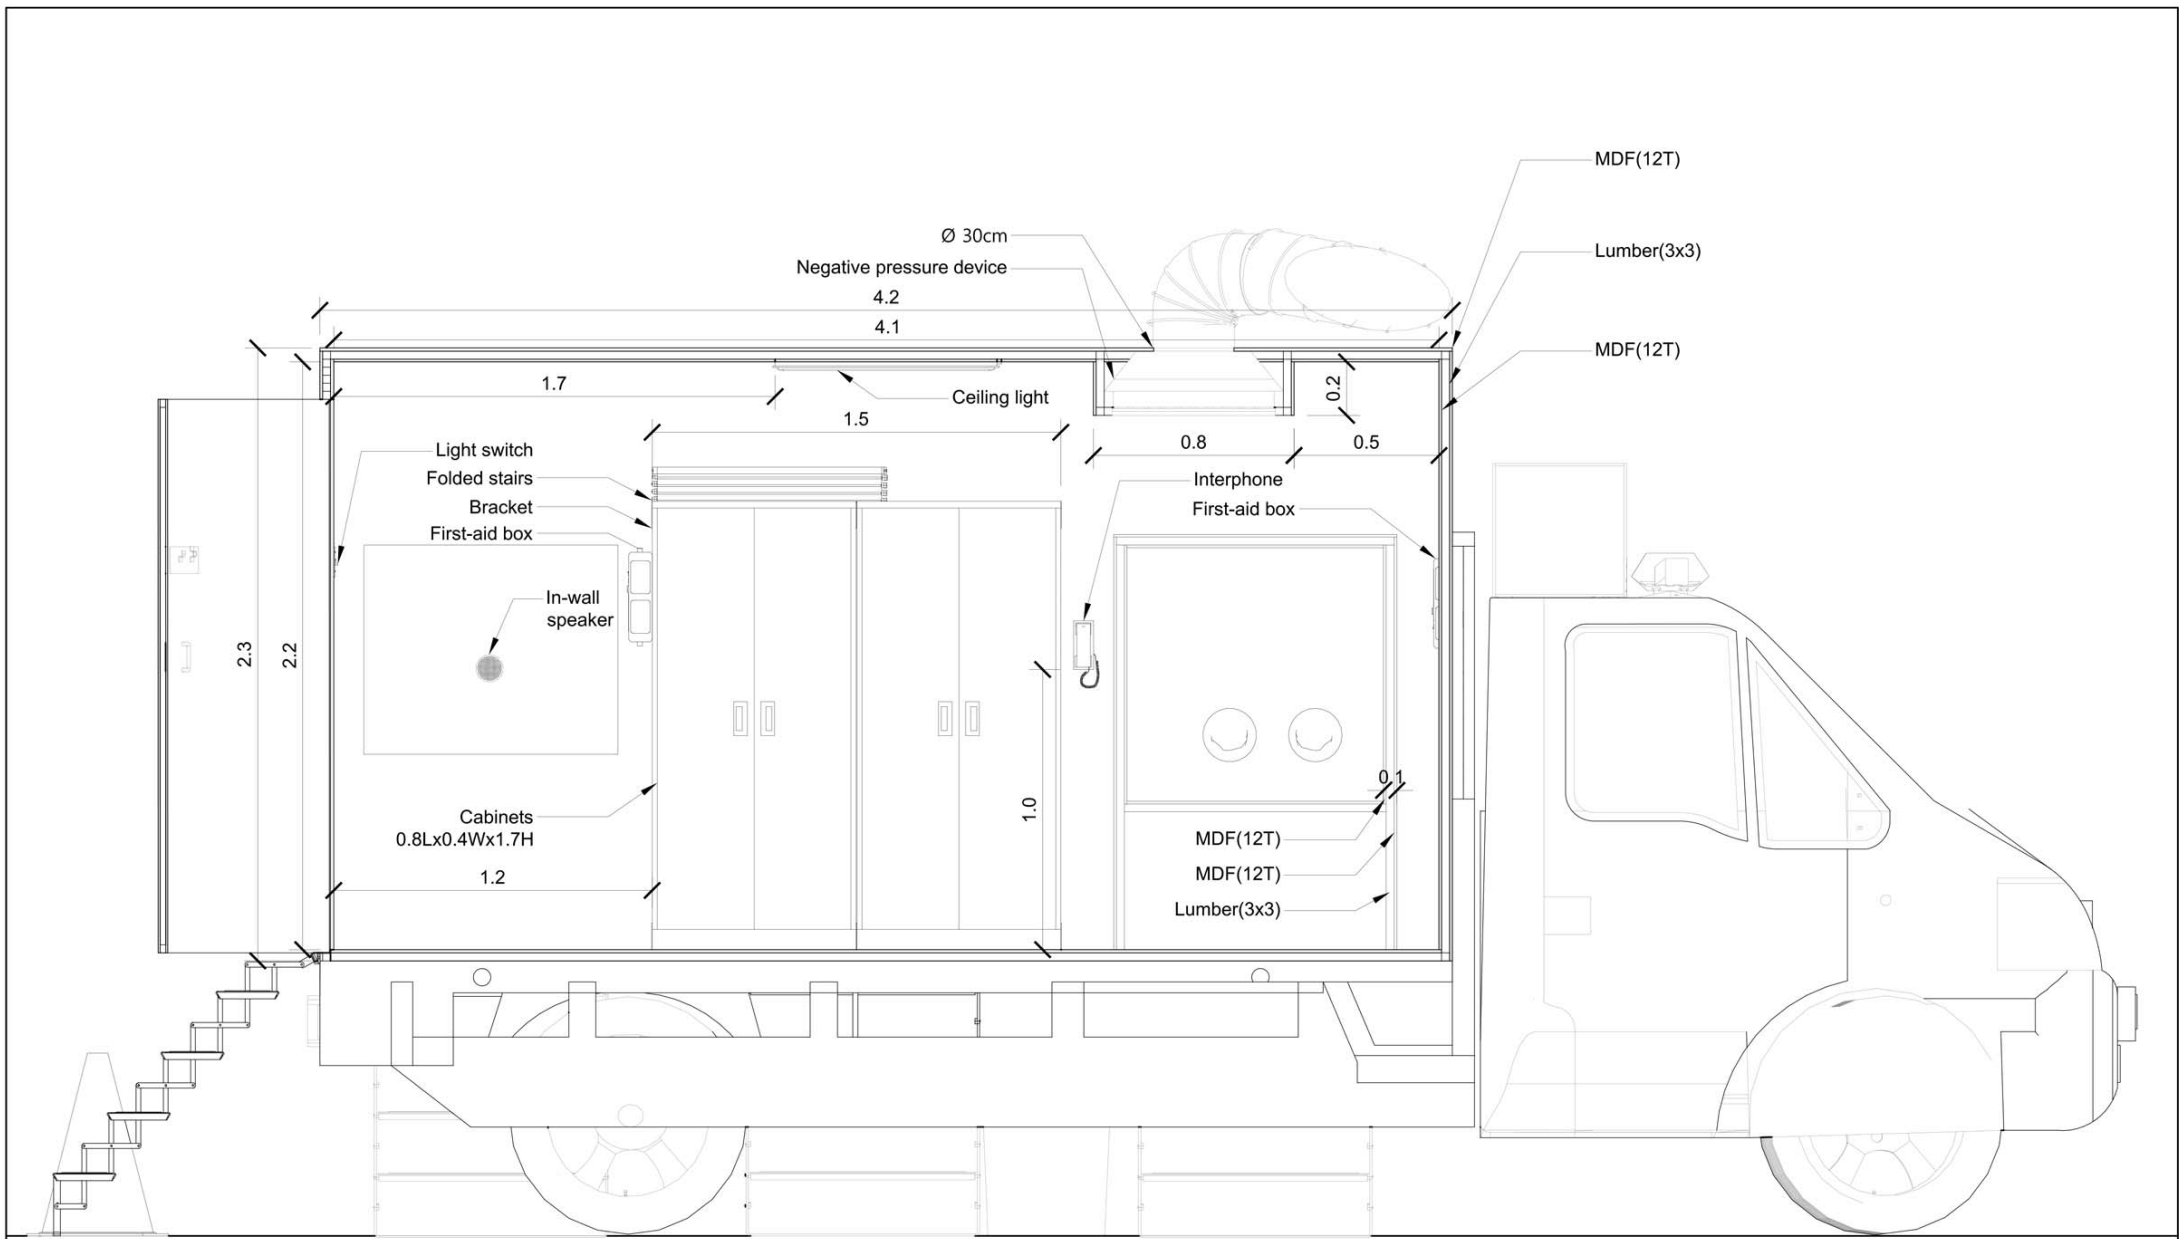 MDF(12T)
Ø 30cm
Lumber(3x3)
Negative pressure device
4.2
4.1
MDF(12T)
1.7
Ceiling light
0.2
1.5
0.8
0.5
Light switch
Folded stairs
Interphone
Bracket
First-aid box
First-aid box
In-wall
speaker
2.3
2.2
0.1
1.0
Cabinets
0.8Lx0.4Wx1.7H
MDF(12T)
1.2
MDF(12T)
Lumber(3x3)